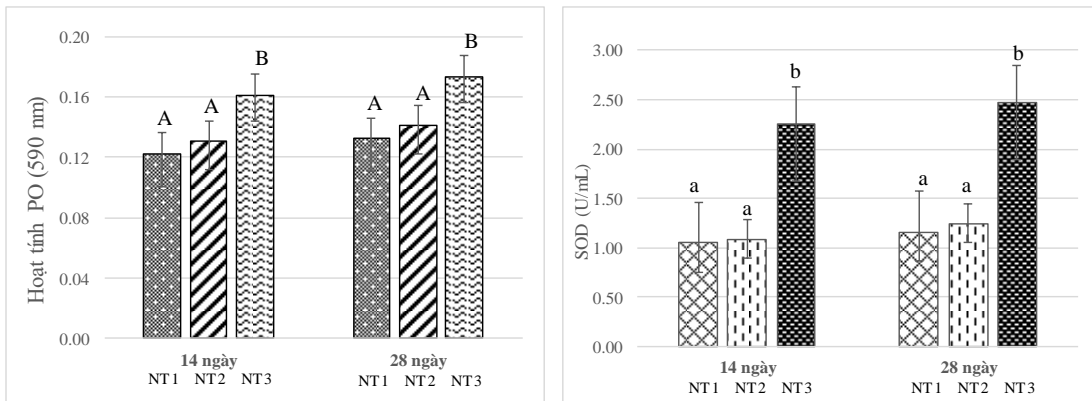 Hoạt tính PO (590 nm)
0.20
0.16
0.12
0.08
0.04
0.00
A A B
A A B
14 ngày 28 ngày
NT1 NT2 NT3 NT1 NT2 NT3
SOD (U/mL)
3.00
2.50
2.00
1.50
1.00
0.50
0.00
a a b
a a b
14 ngày 28 ngày
NT1 NT2 NT3 NT1 NT2 NT3